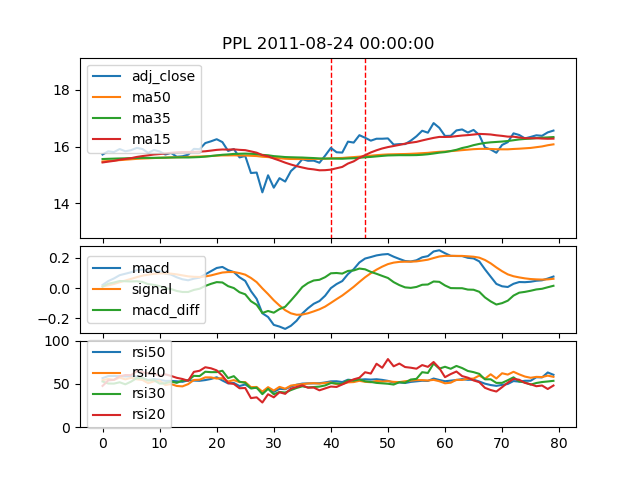 PPL 2011-08-24 00:00:00
18
16
14
adj_close
ma50
ma35
ma15
0.2
0.0
−0.2
macd
signal
macd_diff
100
50
0
rsi50
rsi40
rsi30
rsi20
0 10 20 30 40 50 60 70 80